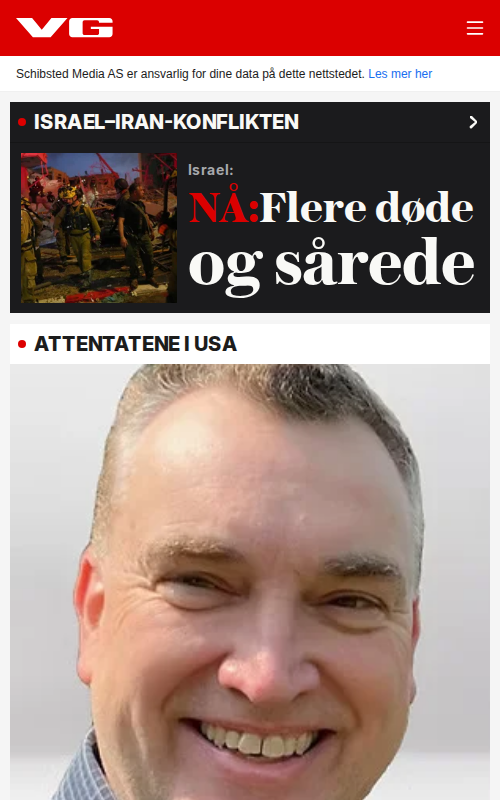 VG
Schibsted Media AS er ansvarlig for dine data på dette nettstedet. Les mer her
ISRAEL–IRAN-KONFLIKTEN
Israel:
NÅ:Flere døde
og sårede
ATTENTATENE I USA